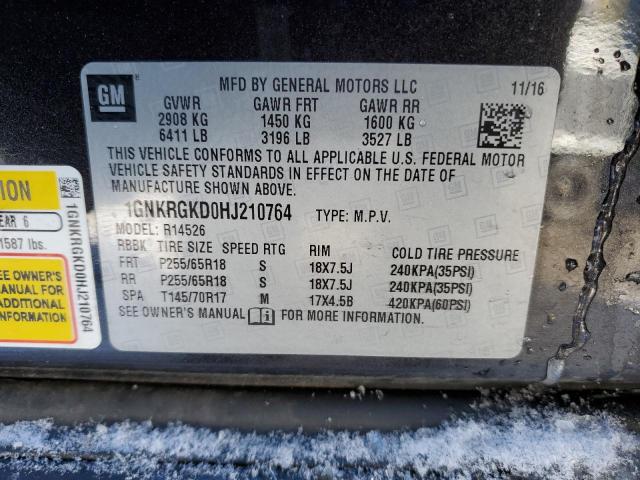 GM
MFD BY GENERAL MOTORS LLC 11/16
GVWR GAWR FRT GAWR RR
2908 KG 1450 KG 1600 KG
6411 LB 3196 LB 3527 LB
THIS VEHICLE CONFORMS TO ALL APPLICABLE U.S. FEDERAL MOTOR
VEHICLE SAFETY STANDARDS IN EFFECT ON THE DATE OF
MANUFACTURE SHOWN ABOVE.
1GNKRGKD0HJ210764 TYPE: M.P.V.
MODEL: R14526
RBBK TIRE SIZE SPEED RTG RIM COLD TIRE PRESSURE
FRT P255/65R18 S 18X7.5J 240KPA(35PSI)
RR P255/65R18 S 18X7.5J 240KPA(35PSI)
SPA T145/70R17 M 17X4.5B 420KPA(60PSI)
SEE OWNER'S MANUAL FOR MORE INFORMATION.
TION
EAR 6
1587 lbs.
SEE OWNER'S
MANUAL FOR
ADDITIONAL
INFORMATION
1GNKRGKD0HJ210764